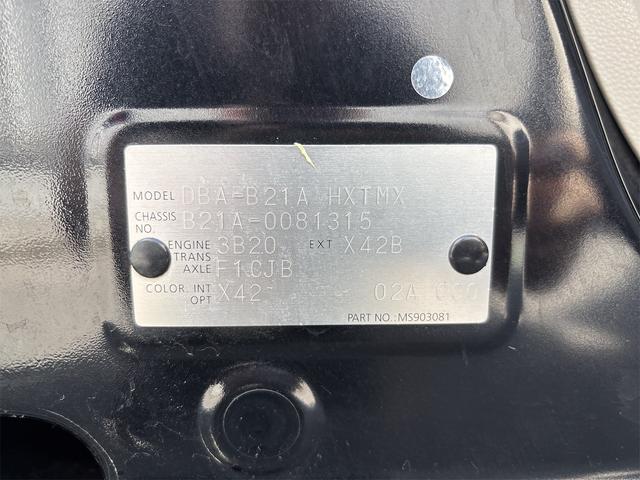 MODEL DBA-B21A HXTMX
CHASSIS NO. B21A-0081315
ENGINE 3B20 EXT X42B
TRANS AXLE F1CJB
COLOR. INT OPT X42 02A
PART NO.:MS903081